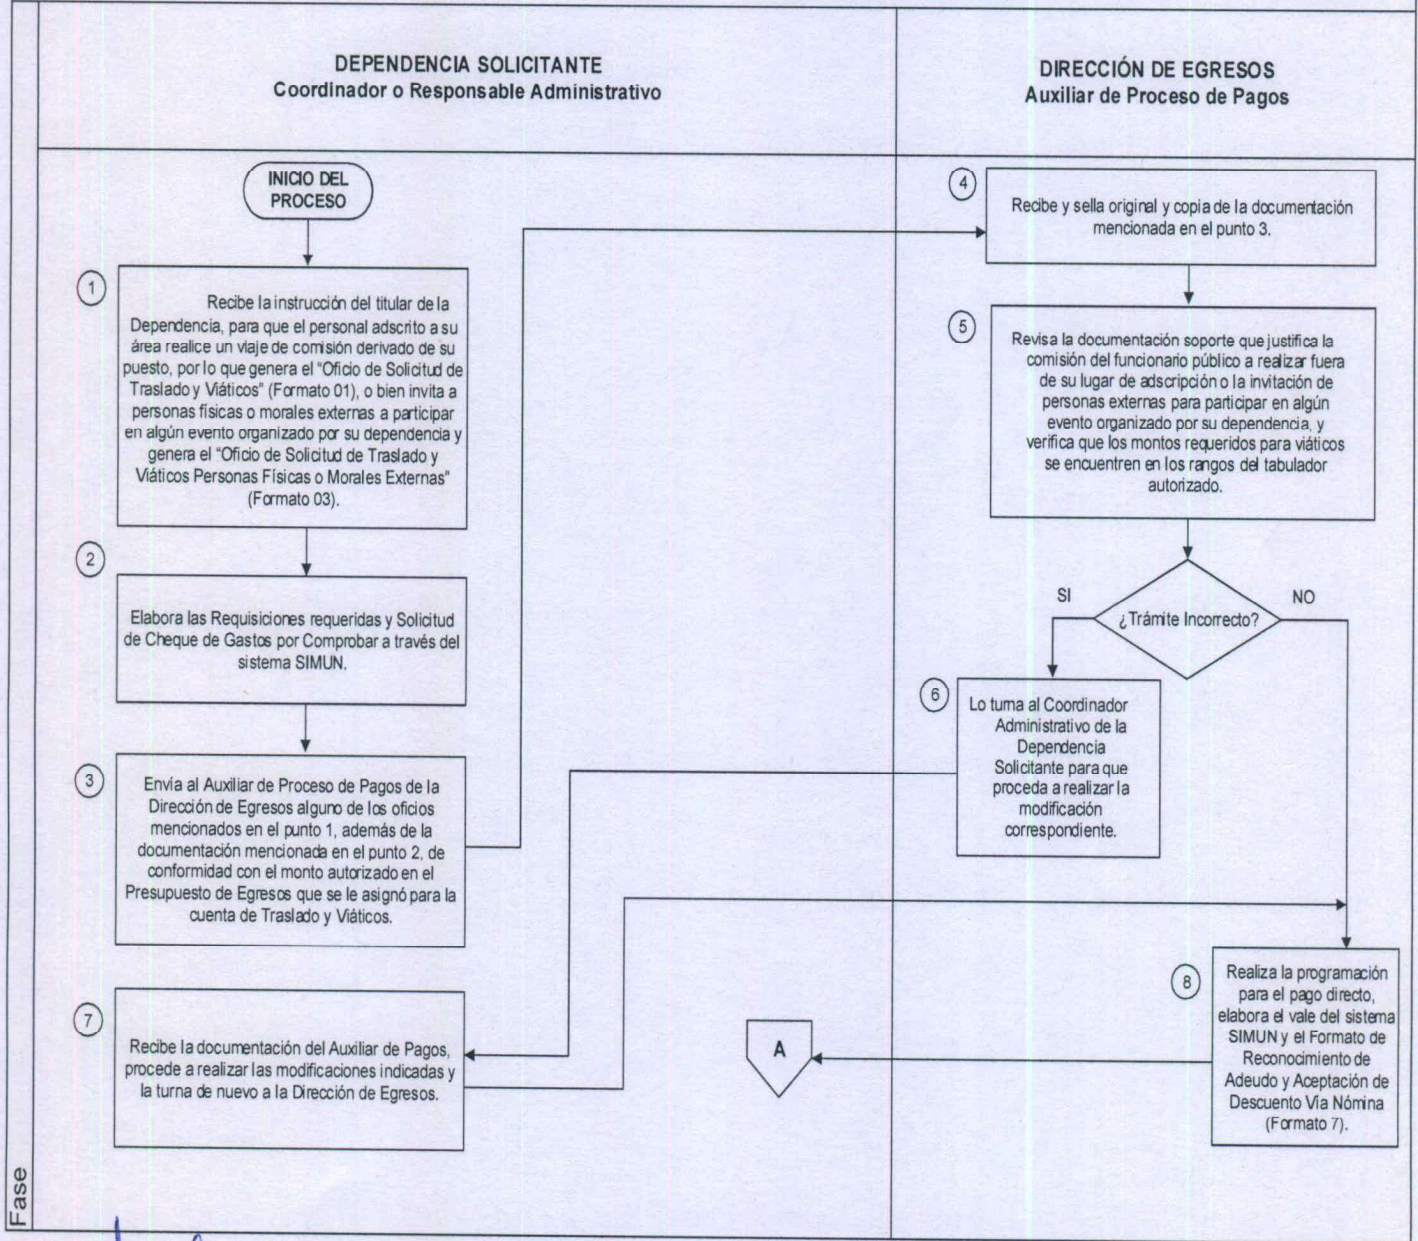 DEPENDENCIA SOLICITANTE
Coordinador o Responsable Administrativo
DIRECCIÓN DE EGRESOS
Auxiliar de Proceso de Pagos
INICIO DEL
PROCESO
1
Recibe la instrucción del titular de la
Dependencia, para que el personal adscrito a su
área realice un viaje de comisión derivado de su
puesto, por lo que genera el "Oficio de Solicitud de
Traslado y Viáticos" (Formato 01), o bien invita a
personas físicas o morales externas a participar
en algún evento organizado por su dependencia y
genera el "Oficio de Solicitud de Traslado y
Viáticos Personas Físicas o Morales Externas"
(Formato 03).
2
Elabora las Requisiciones requeridas y Solicitud
de Cheque de Gastos por Comprobar a través del
sistema SIMUN.
3
Envía al Auxiliar de Proceso de Pagos de la
Dirección de Egresos alguno de los oficios
mencionados en el punto 1, además de la
documentación mencionada en el punto 2, de
conformidad con el monto autorizado en el
Presupuesto de Egresos que se le asignó para la
cuenta de Traslado y Viáticos.
4
Recibe y sella original y copia de la documentación
mencionada en el punto 3.
5
Revisa la documentación soporte que justifica la
comisión del funcionario público a realizar fuera
de su lugar de adscripción o la invitación de
personas externas para participar en algún
evento organizado por su dependencia, y
verifica que los montos requeridos para viáticos
se encuentren en los rangos del tabulador
autorizado.
SI
¿Trámite Incorrecto?
NO
6
Lo turna al Coordinador
Administrativo de la
Dependencia
Solicitante para que
proceda a realizar la
modificación
correspondiente.
7
Recibe la documentación del Auxiliar de Pagos,
procede a realizar las modificaciones indicadas y
la turna de nuevo a la Dirección de Egresos.
8
Realiza la programación
para el pago directo,
elabora el vale del sistema
SIMUN y el Formato de
Reconocimiento de
Adeudo y Aceptación de
Descuento Vía Nómina
(Formato 7).
A
Fase